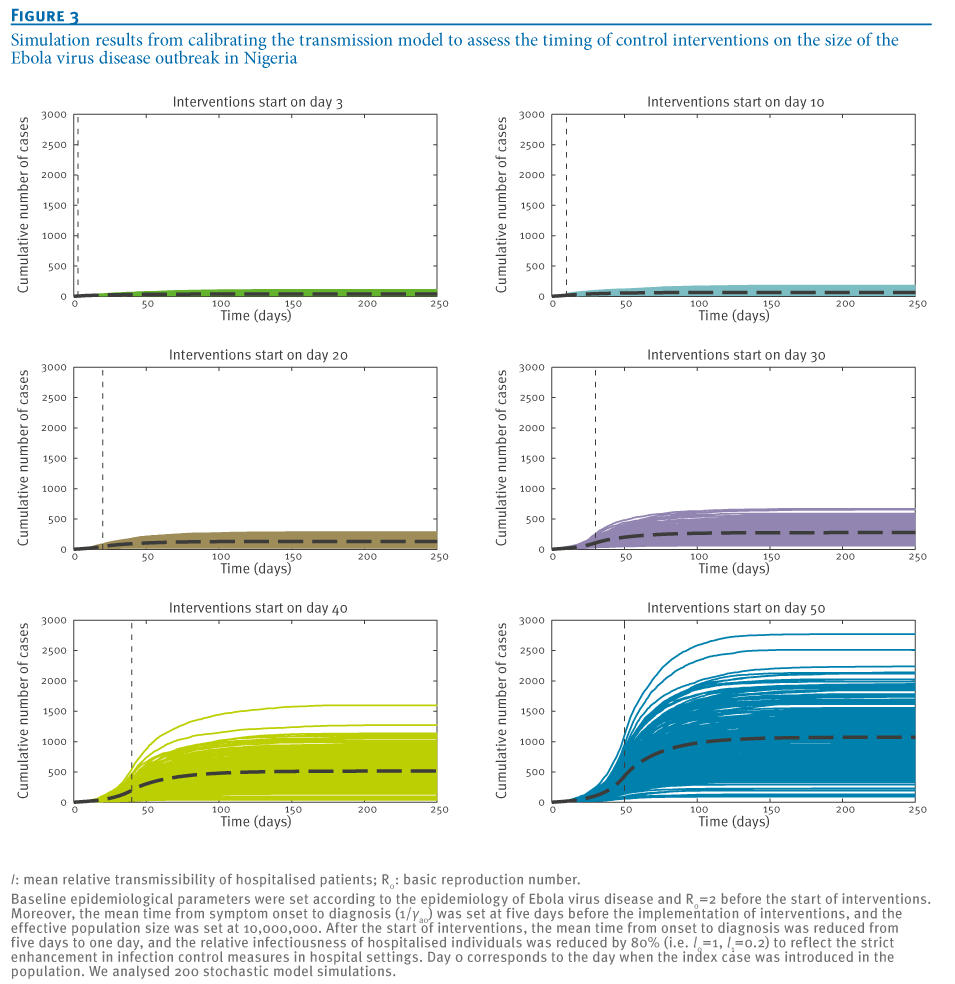 FIGURE 3
Simulation results from calibrating the transmission model to assess the timing of control interventions on the size of the
Ebola virus disease outbreak in Nigeria
Interventions start on day 3
Cumulative number of cases
3000
2500
2000
1500
1000
500
0
0 50 100 150 200 250
Time (days)
Interventions start on day 10
Cumulative number of cases
3000
2500
2000
1500
1000
500
0
0 50 100 150 200 250
Time (days)
Interventions start on day 20
Cumulative number of cases
3000
2500
2000
1500
1000
500
0
0 50 100 150 200 250
Time (days)
Interventions start on day 30
Cumulative number of cases
3000
2500
2000
1500
1000
500
0
0 50 100 150 200 250
Time (days)
Interventions start on day 40
Cumulative number of cases
3000
2500
2000
1500
1000
500
0
0 50 100 150 200 250
Time (days)
Interventions start on day 50
Cumulative number of cases
3000
2500
2000
1500
1000
500
0
0 50 100 150 200 250
Time (days)
l: mean relative transmissibility of hospitalised patients; R0: basic reproduction number.
Baseline epidemiological parameters were set according to the epidemiology of Ebola virus disease and R0=2 before the start of interventions.
Moreover, the mean time from symptom onset to diagnosis (1/γa0) was set at five days before the implementation of interventions, and the
effective population size was set at 10,000,000. After the start of interventions, the mean time from onset to diagnosis was reduced from
five days to one day, and the relative infectiousness of hospitalised individuals was reduced by 80% (i.e. l0=1, l1=0.2) to reflect the strict
enhancement in infection control measures in hospital settings. Day 0 corresponds to the day when the index case was introduced in the
population. We analysed 200 stochastic model simulations.